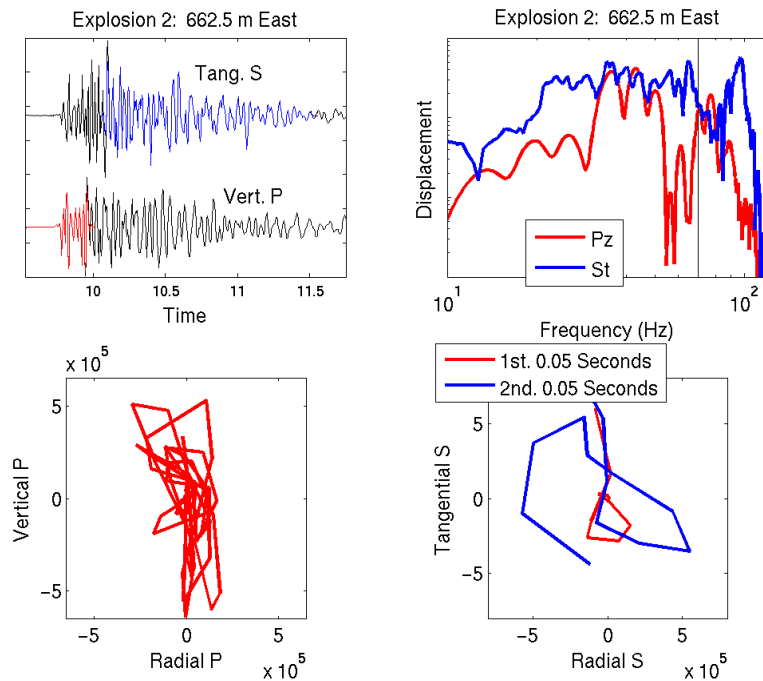 Explosion 2: 662.5 m East
Tang. S
Vert. P
10 10.5 11 11.5
Time
Explosion 2: 662.5 m East
Displacement
Pz
St
10^1 10^2
Frequency (Hz)
x 10^5
5
0
-5
Vertical P
-5 0 5
Radial P
x 10^5
1st. 0.05 Seconds
2nd. 0.05 Seconds
5
0
-5
Tangential S
-5 0 5
Radial S
x 10^5